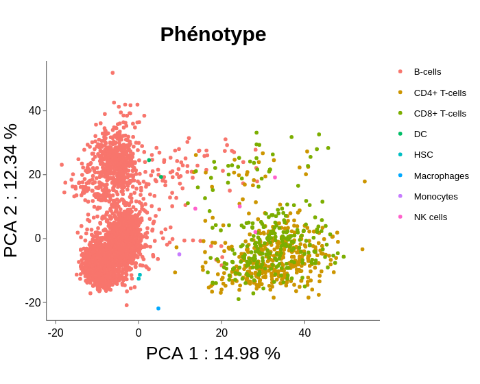 Phénotype
PCA 2 : 12.34 %
40
20
0
-20
-20
0
20
40
PCA 1 : 14.98 %
B-cells
CD4+ T-cells
CD8+ T-cells
DC
HSC
Macrophages
Monocytes
NK cells